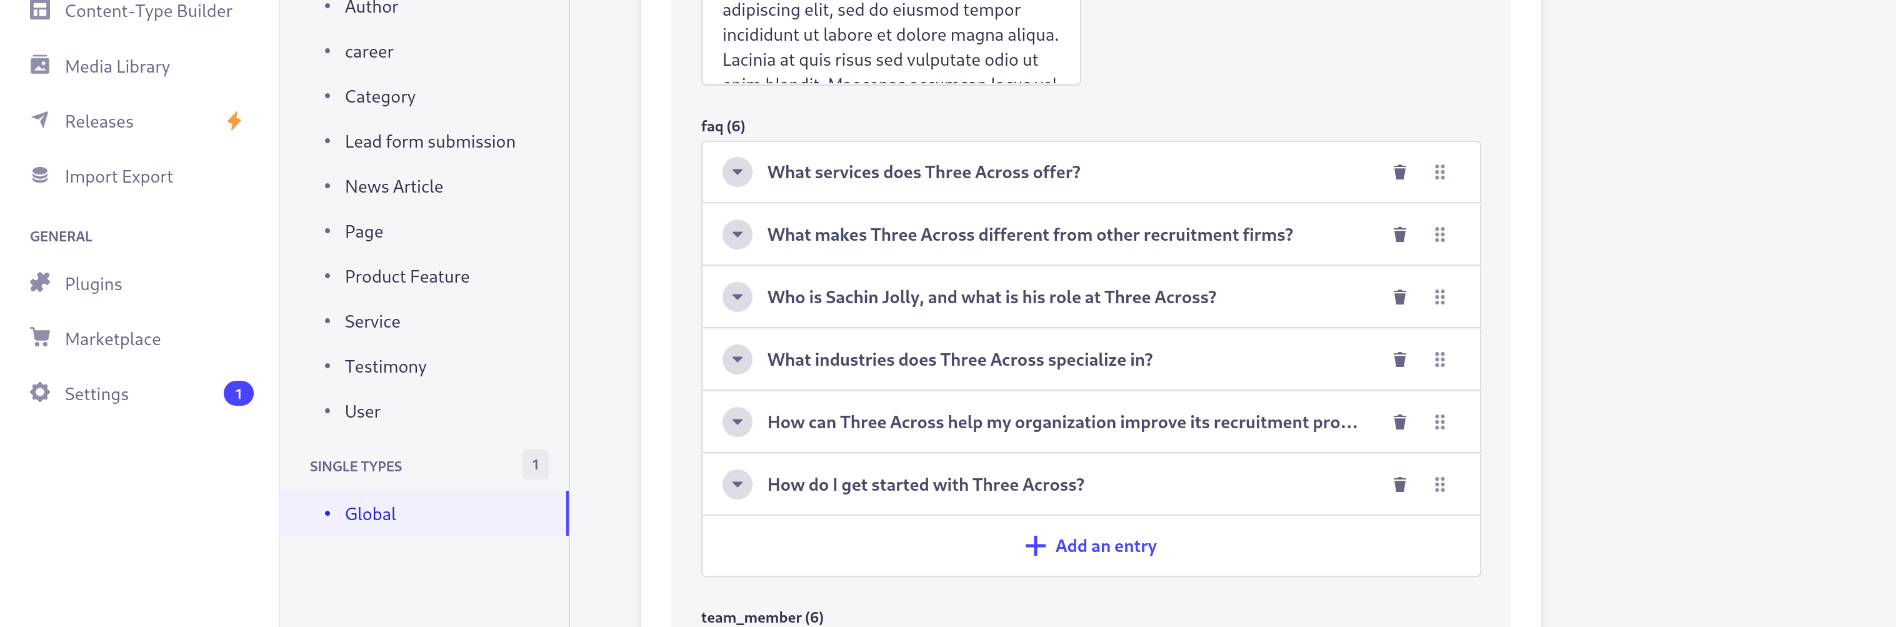 Content-Type Builder
Media Library
Releases
Import Export
GENERAL
Plugins
Marketplace
Settings
1
Author
career
Category
Lead form submission
News Article
Page
Product Feature
Service
Testimony
User
SINGLE TYPES
1
Global
adipiscing elit, sed do eiusmod tempor
incididunt ut labore et dolore magna aliqua.
Lacinia at quis risus sed vulputate odio ut
faq (6)
What services does Three Across offer?
What makes Three Across different from other recruitment firms?
Who is Sachin Jolly, and what is his role at Three Across?
What industries does Three Across specialize in?
How can Three Across help my organization improve its recruitment pro...
How do I get started with Three Across?
Add an entry
team_member (6)